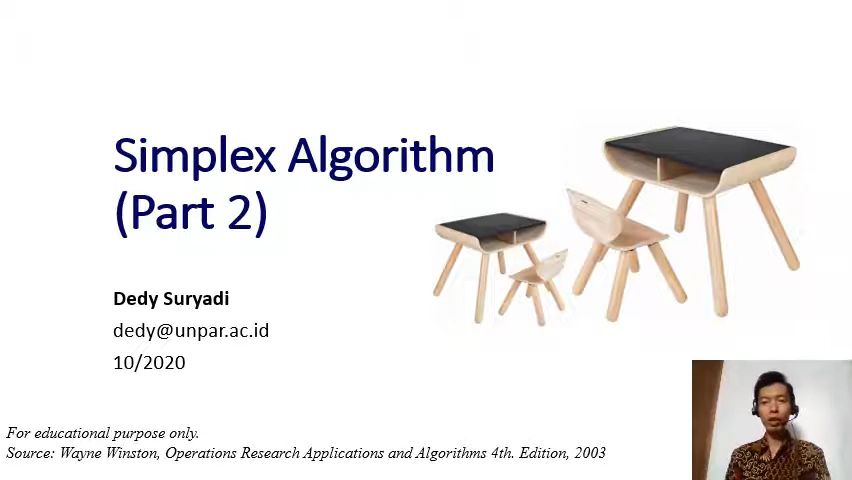 Simplex Algorithm
(Part 2)
Dedy Suryadi
dedy@unpar.ac.id
10/2020
For educational purpose only.
Source: Wayne Winston, Operations Research Applications and Algorithms 4th. Edition, 2003